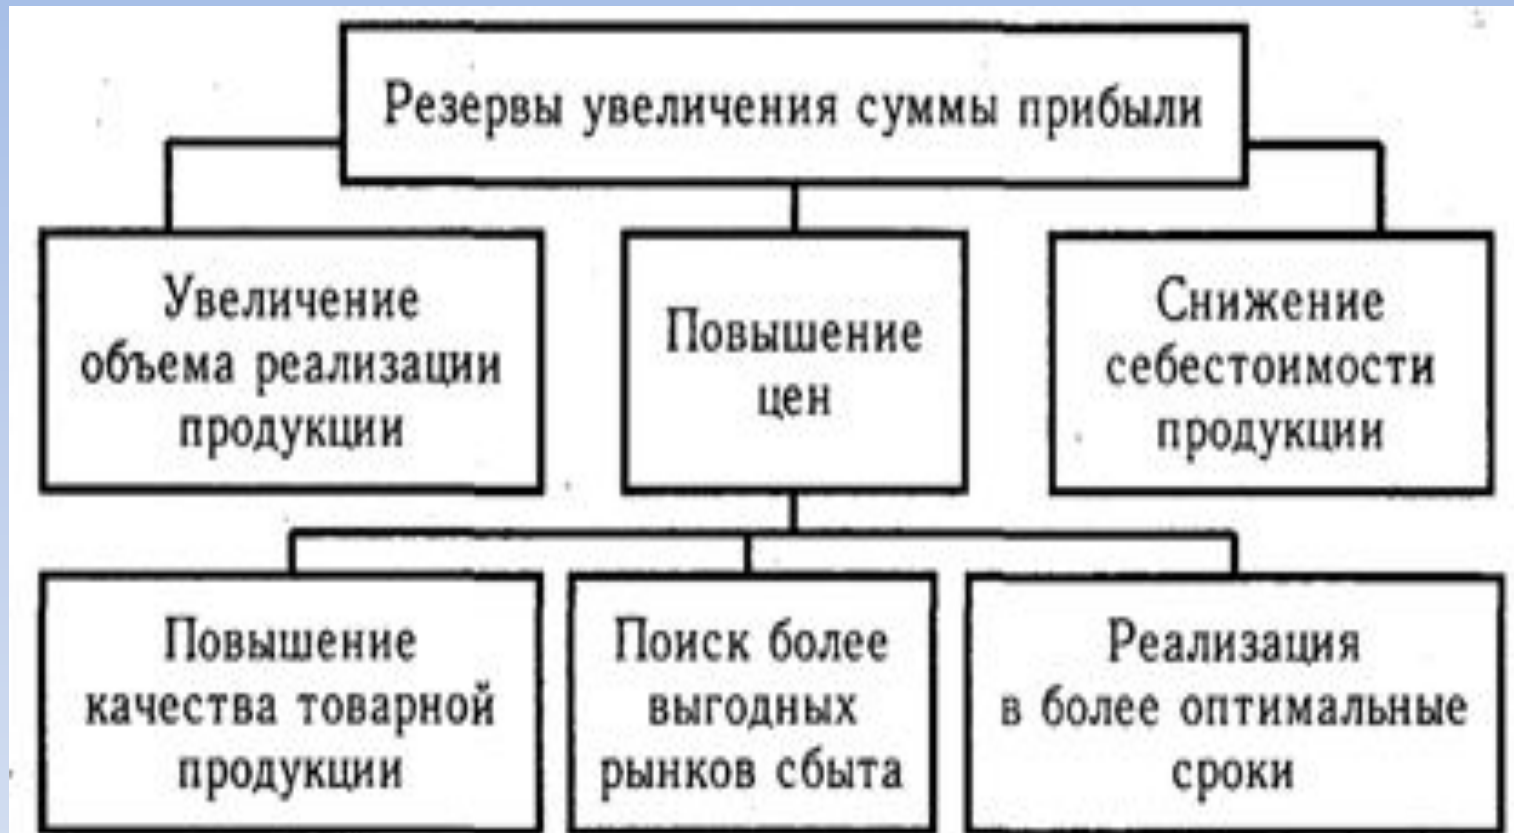 Резервы увеличения суммы прибыли
Увеличение
объема реализации
продукции
Повышение
цен
Снижение
себестоимости
продукции
Повышение
качества товарной
продукции
Поиск более
выгодных
рынков сбыта
Реализация
в более оптимальные
сроки